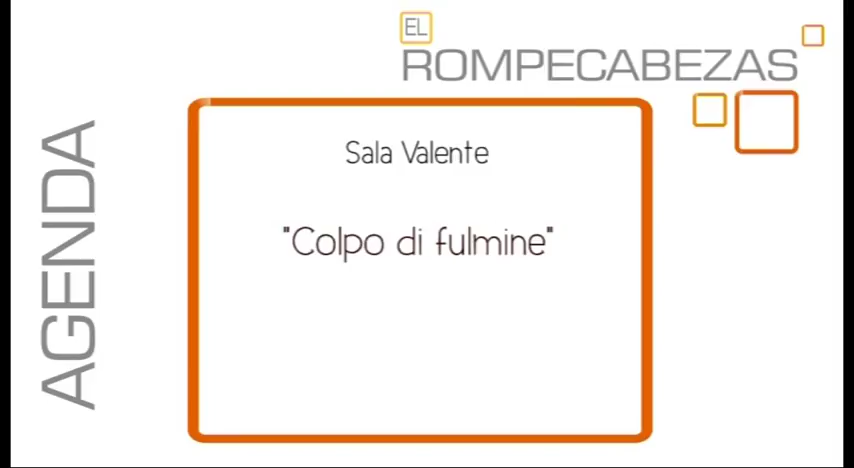 EL
ROMPECABEZAS
AGENDA
Sala Valente
"Colpo di fulmine"